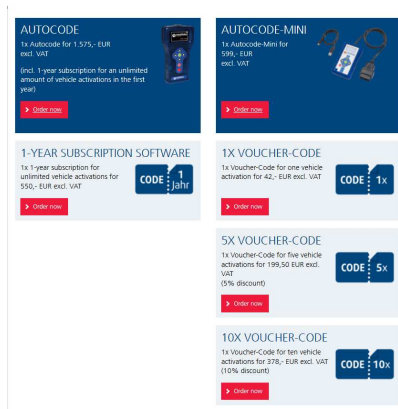 AUTOCODE
1x Autocode for 1.575,- EUR
excl. VAT
(incl. 1-year subscription for an unlimited
amount of vehicle activations in the first
year)
Order now
AUTOCODE-MINI
1x Autocode-Mini for
599,- EUR
excl. VAT
Order now
1-YEAR SUBSCRIPTION SOFTWARE
1x 1-year subscription for
unlimited vehicle activations for
550,- EUR excl. VAT
CODE 1
Jahr
Order now
1X VOUCHER-CODE
1x Voucher-Code for one vehicle
activation for 42,- EUR excl. VAT
CODE 1x
Order now
5X VOUCHER-CODE
1x Voucher-Code for five vehicle
activations for 199,50 EUR excl.
VAT
(5% discount)
CODE 5x
Order now
10X VOUCHER-CODE
1x Voucher-Code for ten vehicle
activations for 378,- EUR excl. VAT
(10% discount)
CODE 10x
Order now